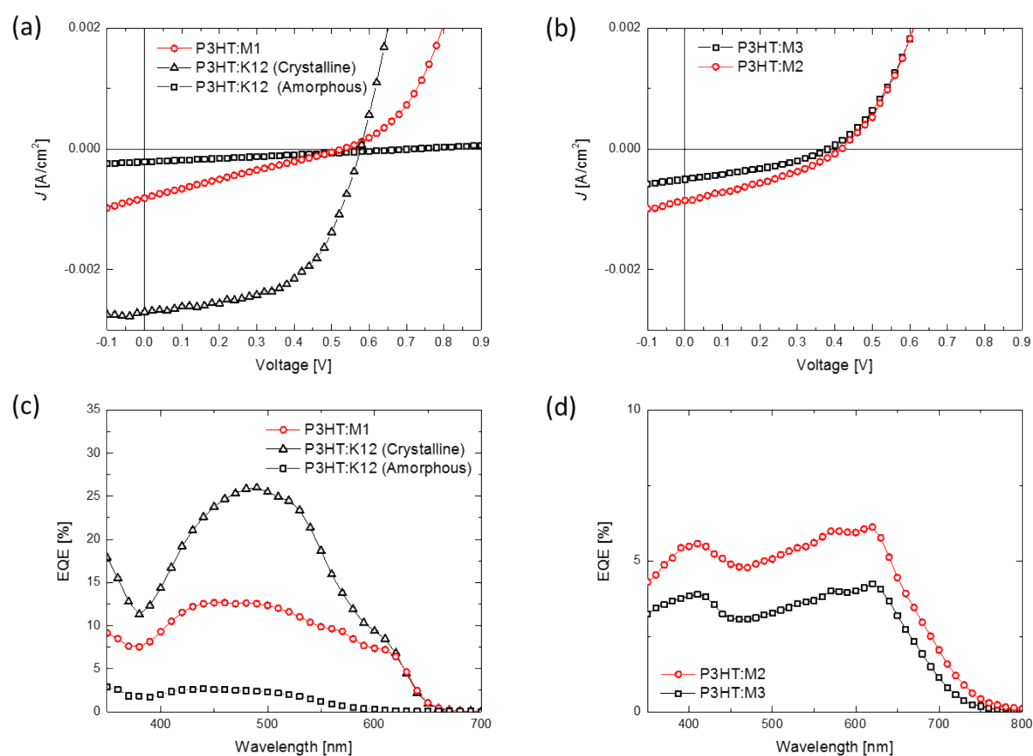 (a)
0.002
0.000
-0.002
J [A/cm²]
P3HT:M1
P3HT:K12 (Crystalline)
P3HT:K12 (Amorphous)
-0.1 0.0 0.1 0.2 0.3 0.4 0.5 0.6 0.7 0.8 0.9
Voltage [V]
(b)
0.002
0.000
-0.002
J [A/cm²]
P3HT:M3
P3HT:M2
-0.1 0.0 0.1 0.2 0.3 0.4 0.5 0.6 0.7 0.8 0.9
Voltage [V]
(c)
35
30
25
20
15
10
5
0
EQE [%]
P3HT:M1
P3HT:K12 (Crystalline)
P3HT:K12 (Amorphous)
400 500 600 700
Wavelength [nm]
(d)
10
5
0
EQE [%]
P3HT:M2
P3HT:M3
400 500 600 700 800
Wavelength [nm]